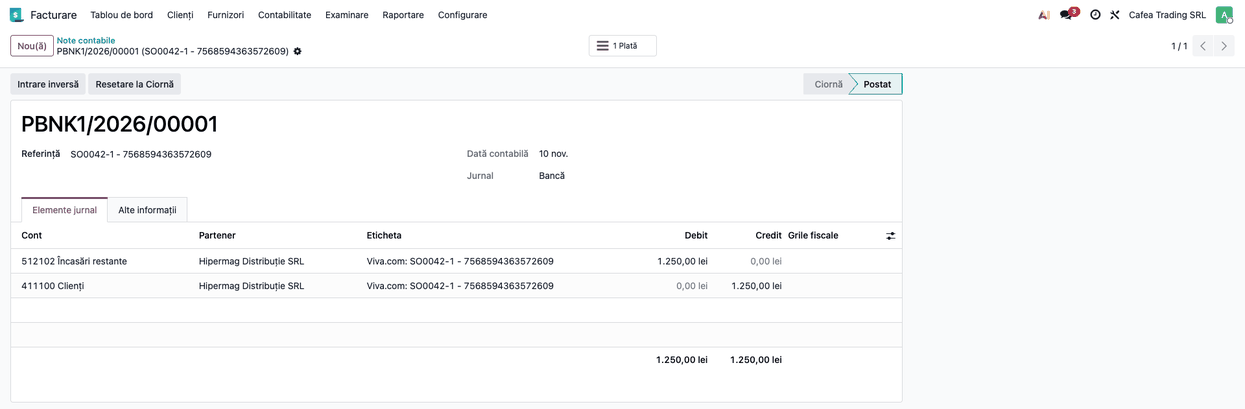 Facturare Tablou de bord Clienți Furnizori Contabilitate Examinare Raportare Configurare AI 3 Cafea Trading SRL A
Nou(ă) Note contabile
PBNK1/2026/00001 (SO0042-1 - 7568594363572609) 1 Plată 1 / 1
Intrare inversă Resetare la Ciornă Ciornă Postat
PBNK1/2026/00001
Referință SO0042-1 - 7568594363572609 Dată contabilă 10 nov.
Jurnal Bancă
Elemente jurnal Alte informații
Cont Partener Eticheta Debit Credit Grile fiscale
512102 Încasări restante Hipermag Distribuție SRL Viva.com: SO0042-1 - 7568594363572609 1.250,00 lei 0,00 lei
411100 Clienți Hipermag Distribuție SRL Viva.com: SO0042-1 - 7568594363572609 0,00 lei 1.250,00 lei
1.250,00 lei 1.250,00 lei